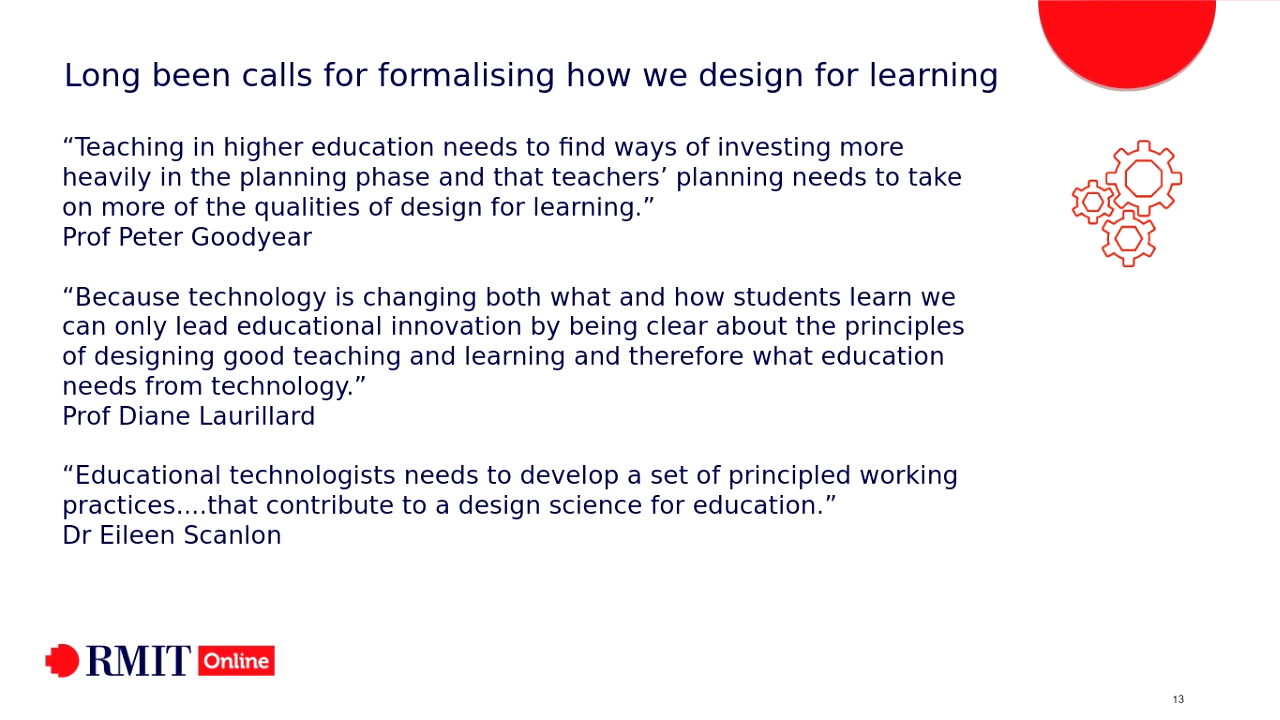 Long been calls for formalising how we design for learning
“Teaching in higher education needs to find ways of investing more
heavily in the planning phase and that teachers’ planning needs to take
on more of the qualities of design for learning.”
Prof Peter Goodyear
“Because technology is changing both what and how students learn we
can only lead educational innovation by being clear about the principles
of designing good teaching and learning and therefore what education
needs from technology.”
Prof Diane Laurillard
“Educational technologists needs to develop a set of principled working
practices....that contribute to a design science for education.”
Dr Eileen Scanlon
RMIT Online
13